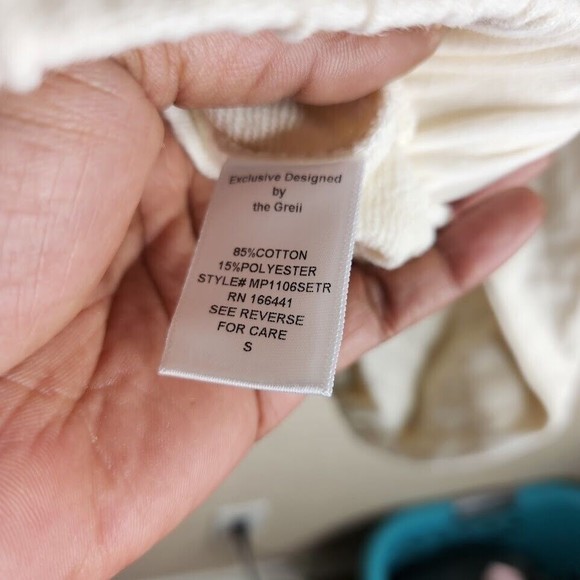 Exclusive Designed
by
the Greii
85%COTTON
15%POLYESTER
STYLE# MP1106SETR
RN 166441
SEE REVERSE
FOR CARE
S